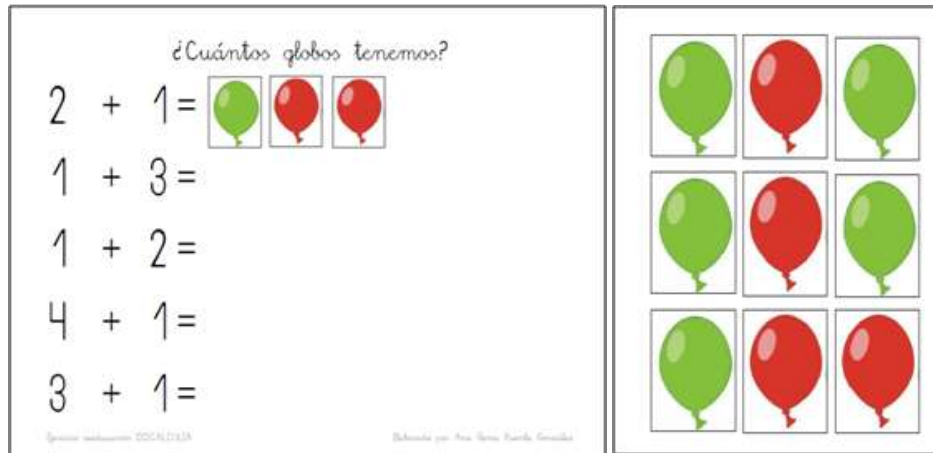 ¿Cuántos globos tenemos?
2 + 1 =
1 + 3 =
1 + 2 =
4 + 1 =
3 + 1 =